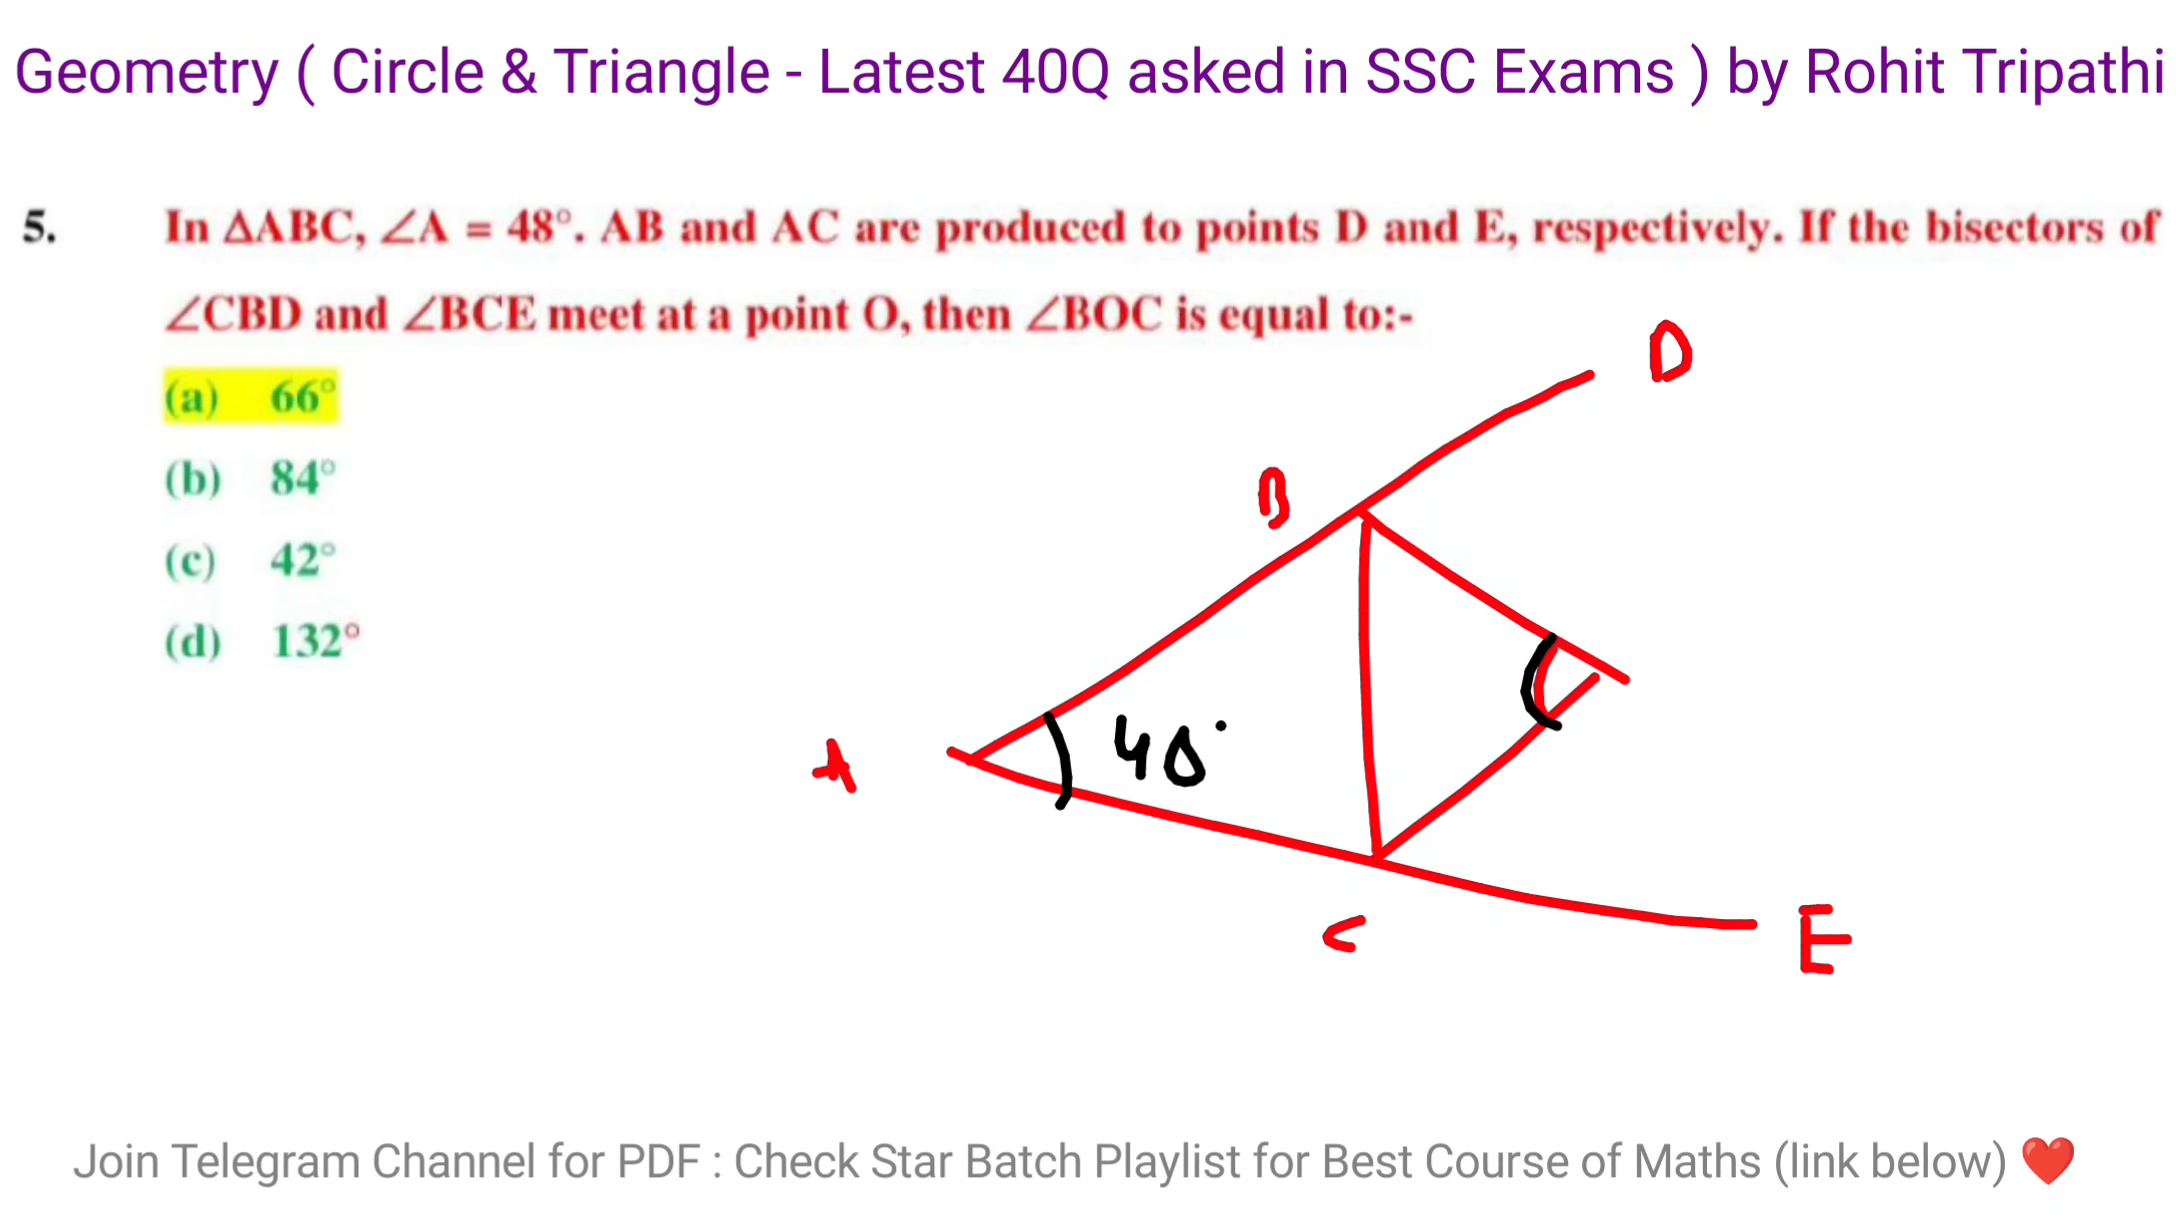 Geometry ( Circle & Triangle - Latest 40Q asked in SSC Exams ) by Rohit Tripathi
5. In ΔABC, ∠A = 48°. AB and AC are produced to points D and E, respectively. If the bisectors of
∠CBD and ∠BCE meet at a point O, then ∠BOC is equal to:-
(a) 66°
(b) 84°
(c) 42°
(d) 132°
D
B
A
48°
C
E
Join Telegram Channel for PDF : Check Star Batch Playlist for Best Course of Maths (link below) ❤️